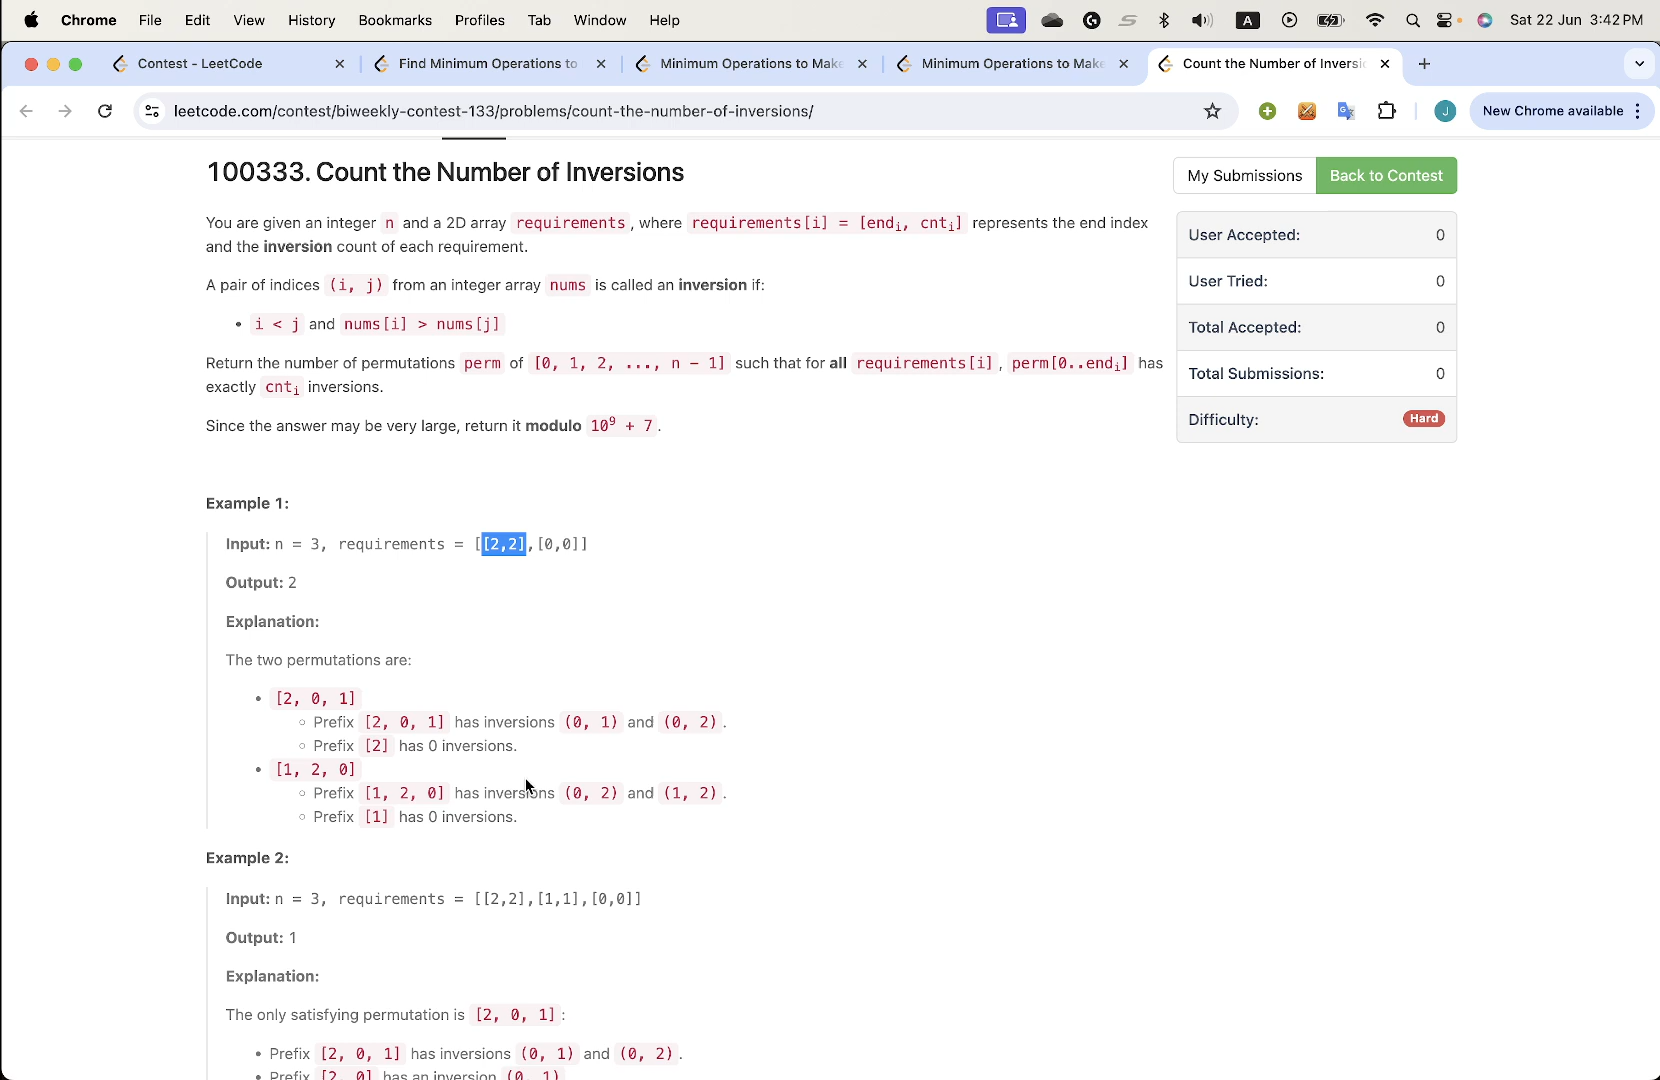 Chrome File Edit View History Bookmarks Profiles Tab Window Help A Sat 22 Jun 3:42 PM
Contest - LeetCode Find Minimum Operations to Minimum Operations to Make Minimum Operations to Make Count the Number of Inversi
leetcode.com/contest/biweekly-contest-133/problems/count-the-number-of-inversions/ J New Chrome available
100333. Count the Number of Inversions
My Submissions Back to Contest
You are given an integer n and a 2D array requirements, where requirements[i] = [endi, cnti] represents the end index
and the inversion count of each requirement.
A pair of indices (i, j) from an integer array nums is called an inversion if:
• i < j and nums[i] > nums[j]
Return the number of permutations perm of [0, 1, 2, ..., n - 1] such that for all requirements[i], perm[0..endi] has
exactly cnti inversions.
Since the answer may be very large, return it modulo 10⁹ + 7.
User Accepted: 0
User Tried: 0
Total Accepted: 0
Total Submissions: 0
Difficulty: Hard
Example 1:
Input: n = 3, requirements = [[2,2],[0,0]]
Output: 2
Explanation:
The two permutations are:
• [2, 0, 1]
◦ Prefix [2, 0, 1] has inversions (0, 1) and (0, 2).
◦ Prefix [2] has 0 inversions.
• [1, 2, 0]
◦ Prefix [1, 2, 0] has inversions (0, 2) and (1, 2).
◦ Prefix [1] has 0 inversions.
Example 2:
Input: n = 3, requirements = [[2,2],[1,1],[0,0]]
Output: 1
Explanation:
The only satisfying permutation is [2, 0, 1]:
• Prefix [2, 0, 1] has inversions (0, 1) and (0, 2).
• Prefix [2, 0] has an inversion (0, 1)